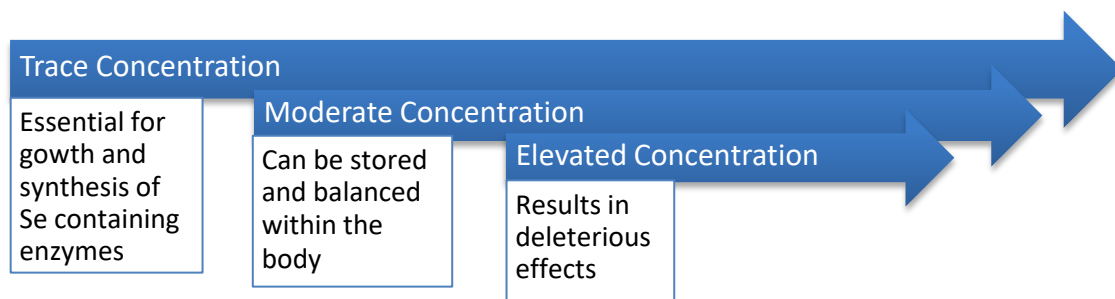 Trace Concentration
Essential for
gowth and
synthesis of
Se containing
enzymes
Moderate Concentration
Can be stored
and balanced
within the
body
Elevated Concentration
Results in
deleterious
effects